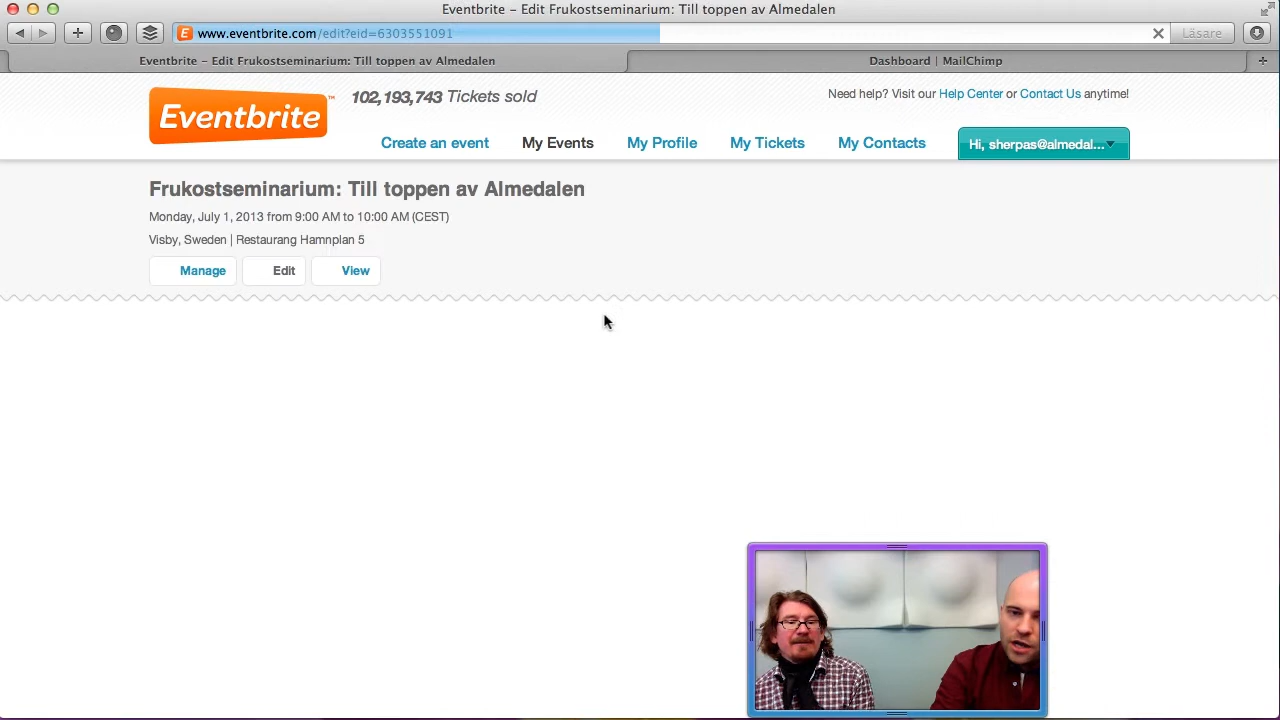 Eventbrite – Edit Frukostseminarium: Till toppen av Almedalen
www.eventbrite.com/edit?eid=6303551091
Läsare
Eventbrite – Edit Frukostseminarium: Till toppen av Almedalen
Dashboard | MailChimp
Eventbrite™
102,193,743 Tickets sold
Need help? Visit our Help Center or Contact Us anytime!
Create an event
My Events
My Profile
My Tickets
My Contacts
Hi, sherpas@almedal...
Frukostseminarium: Till toppen av Almedalen
Monday, July 1, 2013 from 9:00 AM to 10:00 AM (CEST)
Visby, Sweden | Restaurang Hamnplan 5
Manage
Edit
View